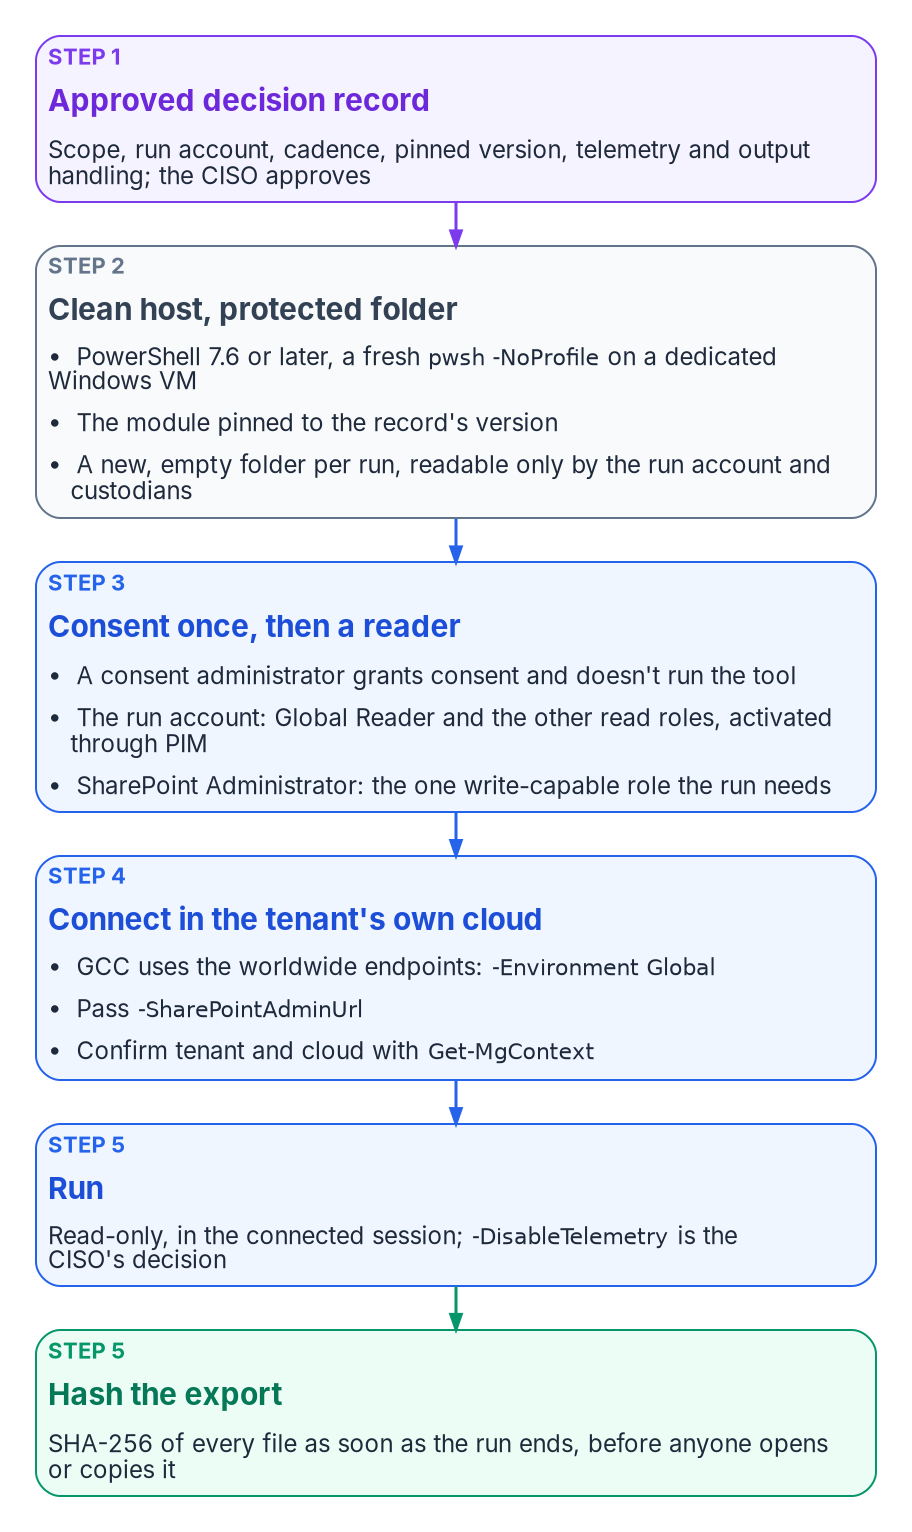 STEP 1
Approved decision record
Scope, run account, cadence, pinned version, telemetry and output
handling; the CISO approves
STEP 2
Clean host, protected folder
• PowerShell 7.6 or later, a fresh pwsh -NoProfile on a dedicated
Windows VM
• The module pinned to the record's version
• A new, empty folder per run, readable only by the run account and
custodians
STEP 3
Consent once, then a reader
• A consent administrator grants consent and doesn't run the tool
• The run account: Global Reader and the other read roles, activated
through PIM
• SharePoint Administrator: the one write-capable role the run needs
STEP 4
Connect in the tenant's own cloud
• GCC uses the worldwide endpoints: -Environment Global
• Pass -SharePointAdminUrl
• Confirm tenant and cloud with Get-MgContext
STEP 5
Run
Read-only, in the connected session; -DisableTelemetry is the
CISO's decision
STEP 5
Hash the export
SHA-256 of every file as soon as the run ends, before anyone opens
or copies it